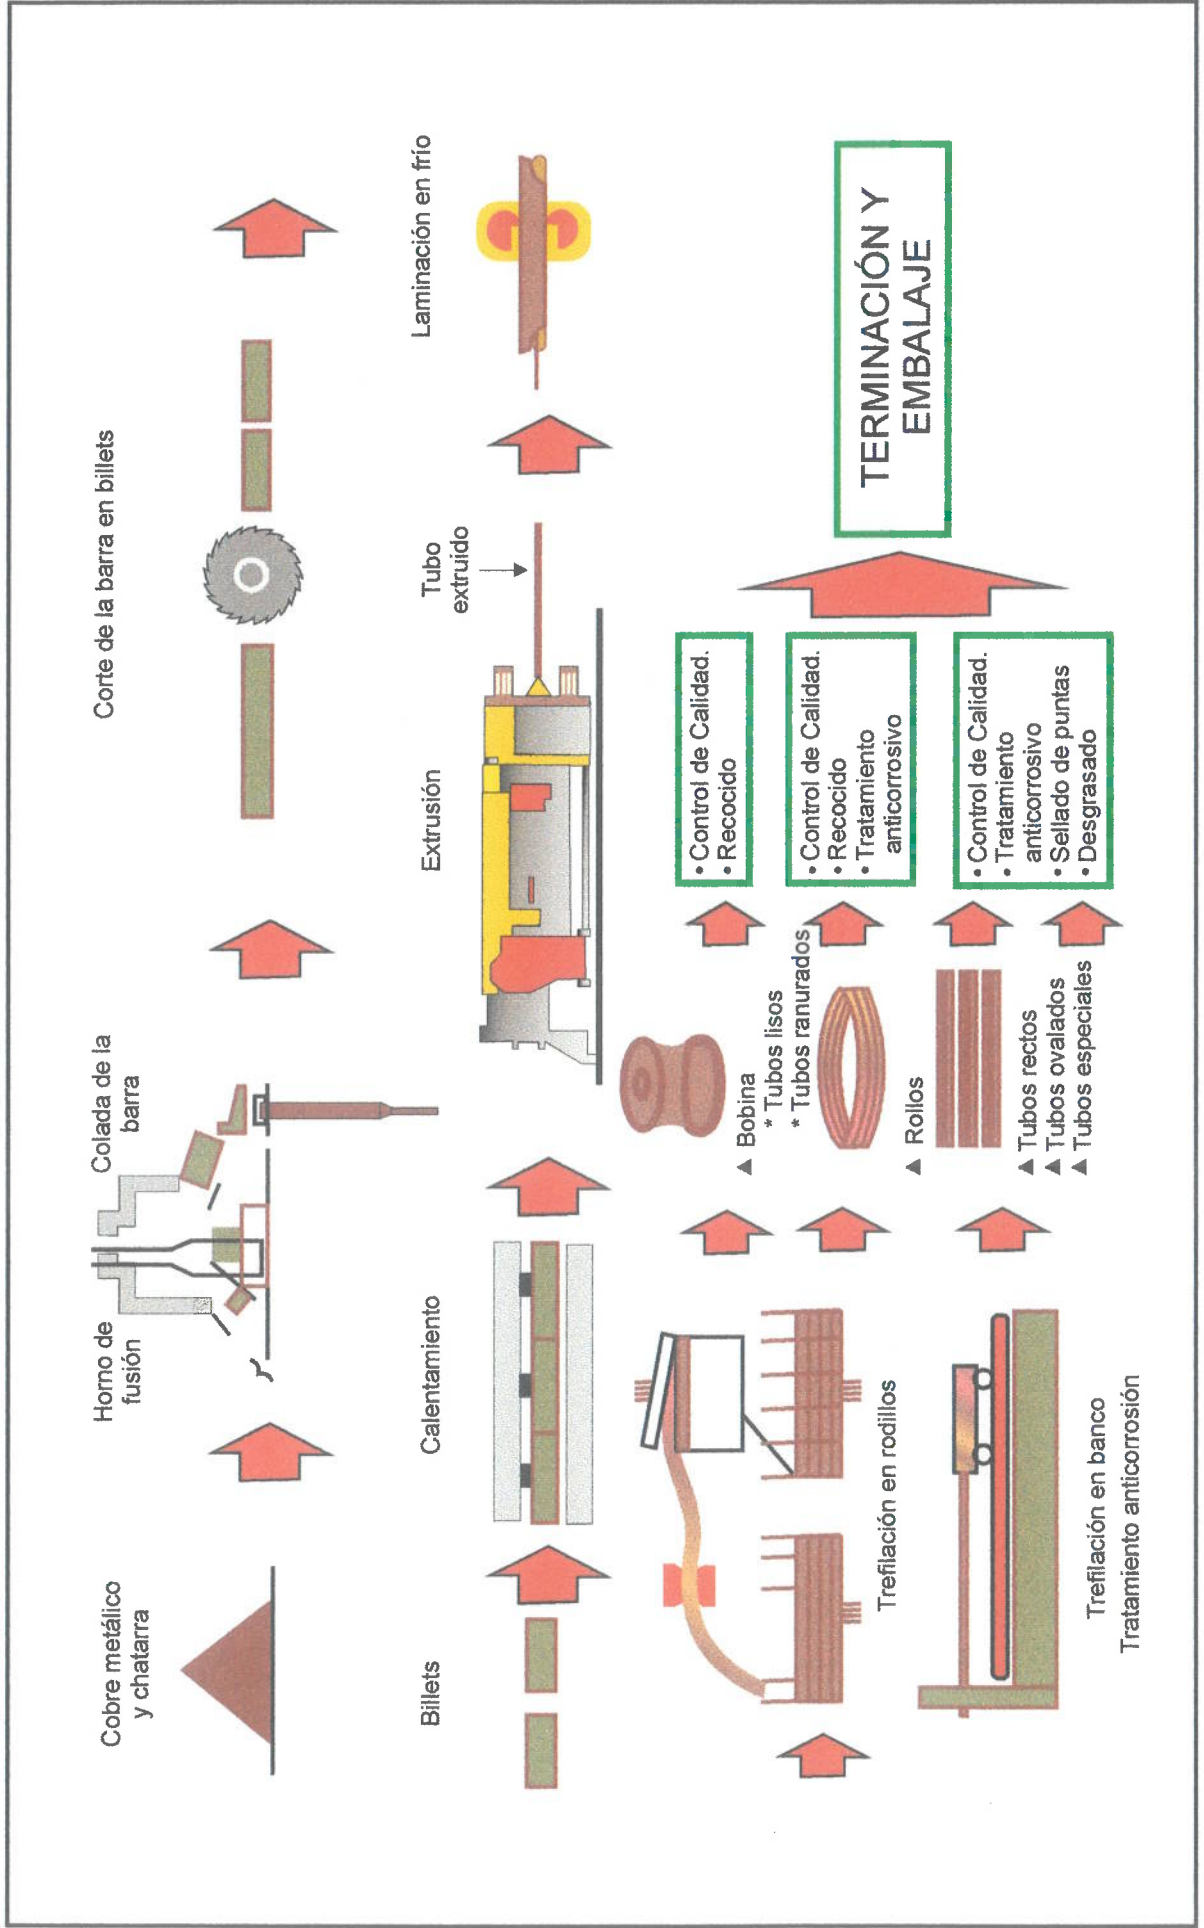 Cobre metálico
y chatarra
Horno de
fusión
Colada de la
barra
Corte de la barra en billets
Billets
Calentamiento
Extrusión
Tubo
extruido
Laminación en frío
Trefilación en rodillos
Trefilación en banco
Tratamiento anticorrosión
▲ Bobina
* Tubos lisos
* Tubos ranurados
▲ Rollos
▲ Tubos rectos
▲ Tubos ovalados
▲ Tubos especiales
• Control de Calidad.
• Recocido
• Control de Calidad.
• Recocido
• Tratamiento
anticorrosivo
• Control de Calidad.
• Tratamiento
anticorrosivo
• Sellado de puntas
• Desgrasado
TERMINACIÓN Y
EMBALAJE